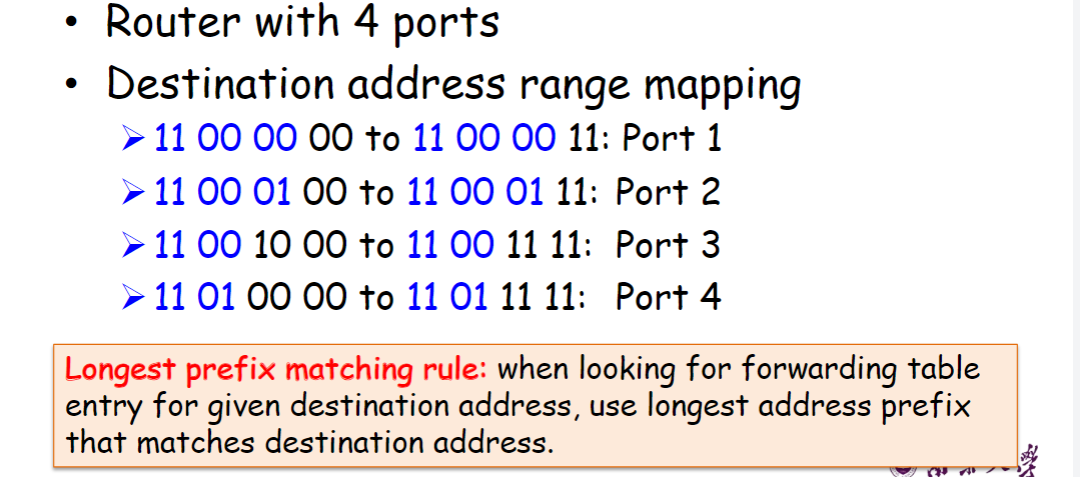 • Router with 4 ports
• Destination address range mapping
➢ 11 00 00 00 to 11 00 00 11: Port 1
➢ 11 00 01 00 to 11 00 01 11: Port 2
➢ 11 00 10 00 to 11 00 11 11: Port 3
➢ 11 01 00 00 to 11 01 11 11: Port 4
Longest prefix matching rule: when looking for forwarding table
entry for given destination address, use longest address prefix
that matches destination address.